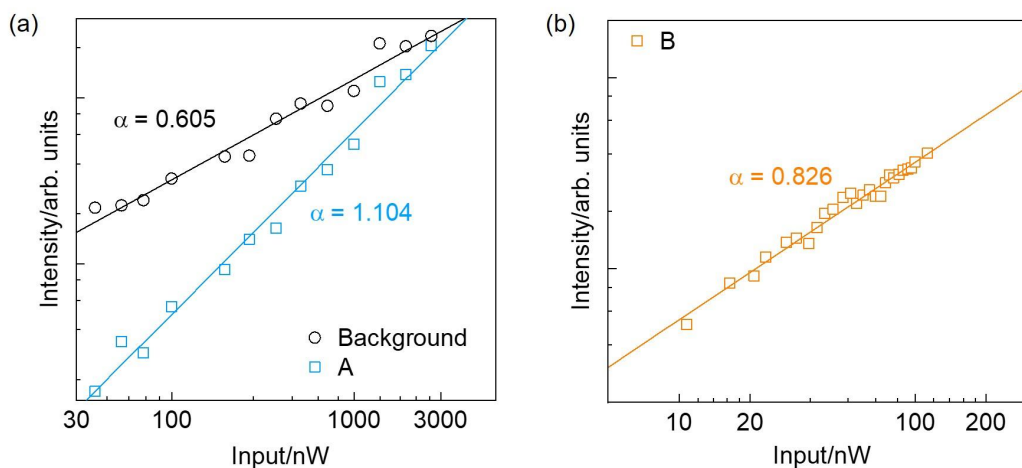 (a)
Intensity/arb. units
α = 0.605
α = 1.104
Background
A
30 100 1000 3000
Input/nW
(b)
B
Intensity/arb. units
α = 0.826
10 20 100 200
Input/nW